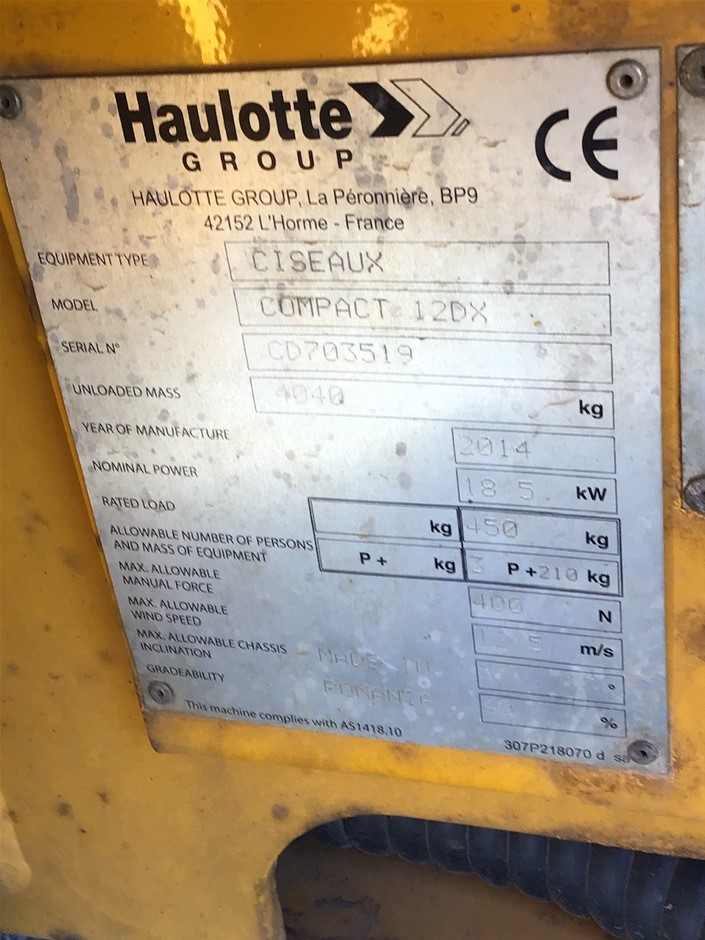 Haulotte
GROUP
CE
HAULOTTE GROUP, La Péronnière, BP9
42152 L'Horme - France
EQUIPMENT TYPE CISEAUX
MODEL COMPACT 12DX
SERIAL N° CD703519
UNLOADED MASS 4040 kg
YEAR OF MANUFACTURE 2014
NOMINAL POWER 18 5. kW
RATED LOAD kg 450 kg
ALLOWABLE NUMBER OF PERSONS
AND MASS OF EQUIPMENT P + kg 3 P +210 kg
MAX. ALLOWABLE
MANUAL FORCE 400 N
MAX. ALLOWABLE
WIND SPEED m/s
MAX. ALLOWABLE CHASSIS
INCLINATION °
GRADEABILITY %
MADE IN
ROMANIA
This machine complies with AS1418.10
307P218070 d sa